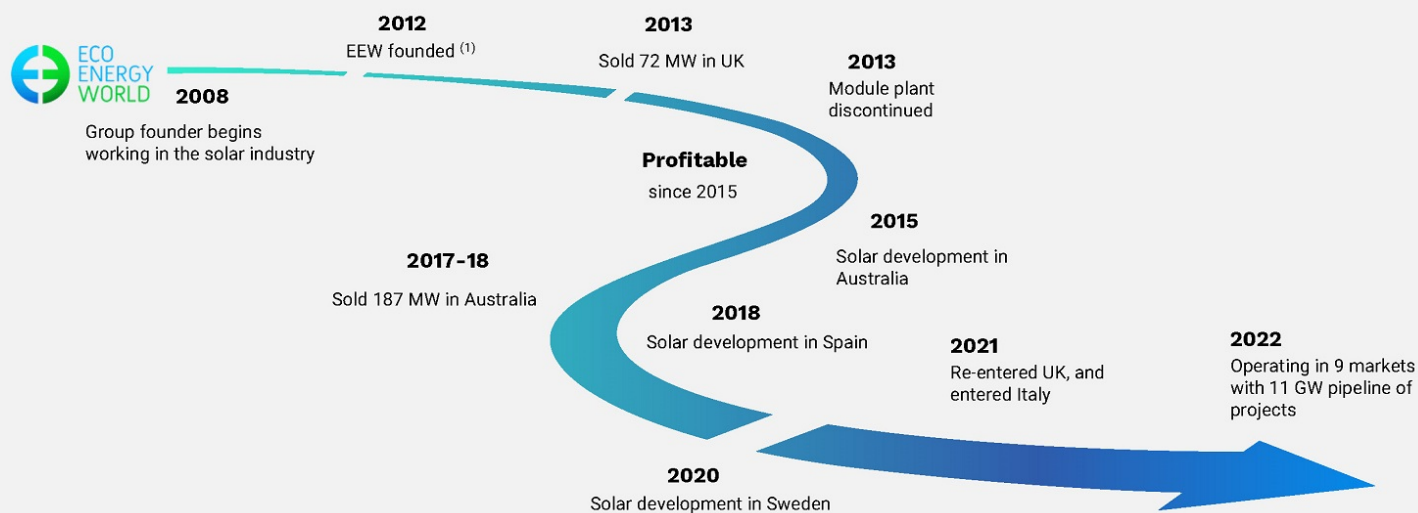 ECO
ENERGY
WORLD
2008
Group founder begins
working in the solar industry
2012
EEW founded (1)
2013
Sold 72 MW in UK
2013
Module plant
discontinued
Profitable
since 2015
2015
Solar development in
Australia
2017-18
Sold 187 MW in Australia
2018
Solar development in Spain
2020
Solar development in Sweden
2021
Re-entered UK, and
entered Italy
2022
Operating in 9 markets
with 11 GW pipeline of
projects